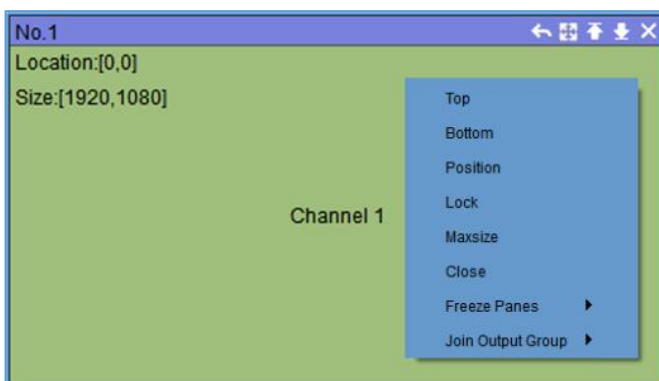 No.1
Location:[0,0]
Size:[1920,1080]
Channel 1
Top
Bottom
Position
Lock
Maxsize
Close
Freeze Panes
Join Output Group